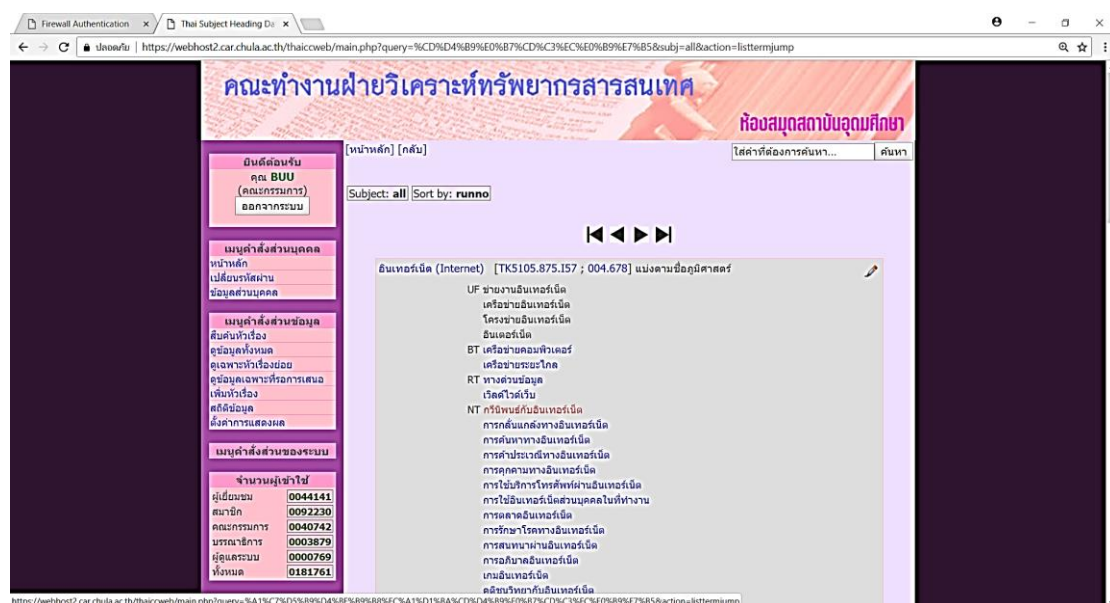 Firewall Authentication
Thai Subject Heading Da
ปลอดภัย
https://webhost2.car.chula.ac.th/thaiccweb/main.php?query=%CD%D4%B9%E0%B7%CD%C3%EC%E0%B9%E7%B5&subj=all&action=listtermjump
คณะทำงานฝ่ายวิเคราะห์ทรัพยากรสารสนเทศ
ห้องสมุดสถาบันอุดมศึกษา
ยินดีต้อนรับ
คุณ BUU
(คณะกรรมการ)
ออกจากระบบ
เมนูคำสั่งส่วนบุคคล
หน้าหลัก
เปลี่ยนรหัสผ่าน
ข้อมูลส่วนบุคคล
เมนูคำสั่งส่วนข้อมูล
สืบค้นหัวเรื่อง
ดูข้อมูลทั้งหมด
ดูเฉพาะหัวเรื่องย่อย
ดูข้อมูลเฉพาะที่รอการเสนอ
เพิ่มหัวเรื่อง
สถิติข้อมูล
ตั้งค่าการแสดงผล
เมนูคำสั่งส่วนของระบบ
จำนวนผู้เข้าใช้
ผู้เยี่ยมชม 0044141
สมาชิก 0092230
คณะกรรมการ 0040742
บรรณาธิการ 0003879
ผู้ดูแลระบบ 0000769
ทั้งหมด 0181761
[หน้าหลัก] [กลับ]
ใส่คำที่ต้องการค้นหา... ค้นหา
Subject: all Sort by: runno
อินเทอร์เน็ต (Internet) [TK5105.875.I57 ; 004.678] แบ่งตามชื่อภูมิศาสตร์
UF ข่ายงานอินเทอร์เน็ต
เครือข่ายอินเทอร์เน็ต
โครงข่ายอินเทอร์เน็ต
อินเตอร์เน็ต
BT เครือข่ายคอมพิวเตอร์
เครือข่ายระยะไกล
RT ทางด่วนข้อมูล
เวิลด์ไวด์เว็บ
NT กวีนิพนธ์กับอินเทอร์เน็ต
การกลั่นแกล้งทางอินเทอร์เน็ต
การค้นหาทางอินเทอร์เน็ต
การค้าประเวณีทางอินเทอร์เน็ต
การคุกคามทางอินเทอร์เน็ต
การใช้บริการโทรศัพท์ผ่านอินเทอร์เน็ต
การใช้อินเทอร์เน็ตส่วนบุคคลในที่ทำงาน
การตลาดอินเทอร์เน็ต
การรักษาโรคทางอินเทอร์เน็ต
การสนทนาผ่านอินเทอร์เน็ต
การอภิบาลอินเทอร์เน็ต
เกมอินเทอร์เน็ต
คติชนวิทยากับอินเทอร์เน็ต